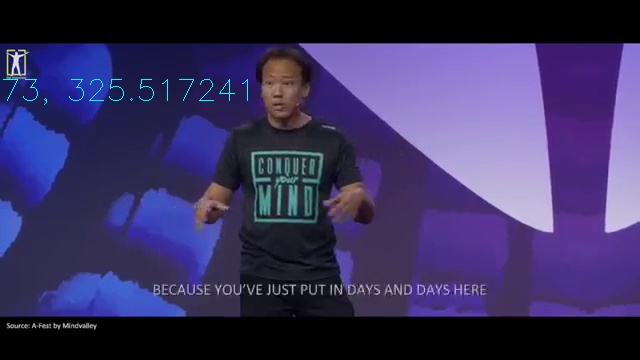 73, 325.517241
CONQUER
your
MIND
BECAUSE YOU'VE JUST PUT IN DAYS AND DAYS HERE
Source: A-Fest by Mindvalley